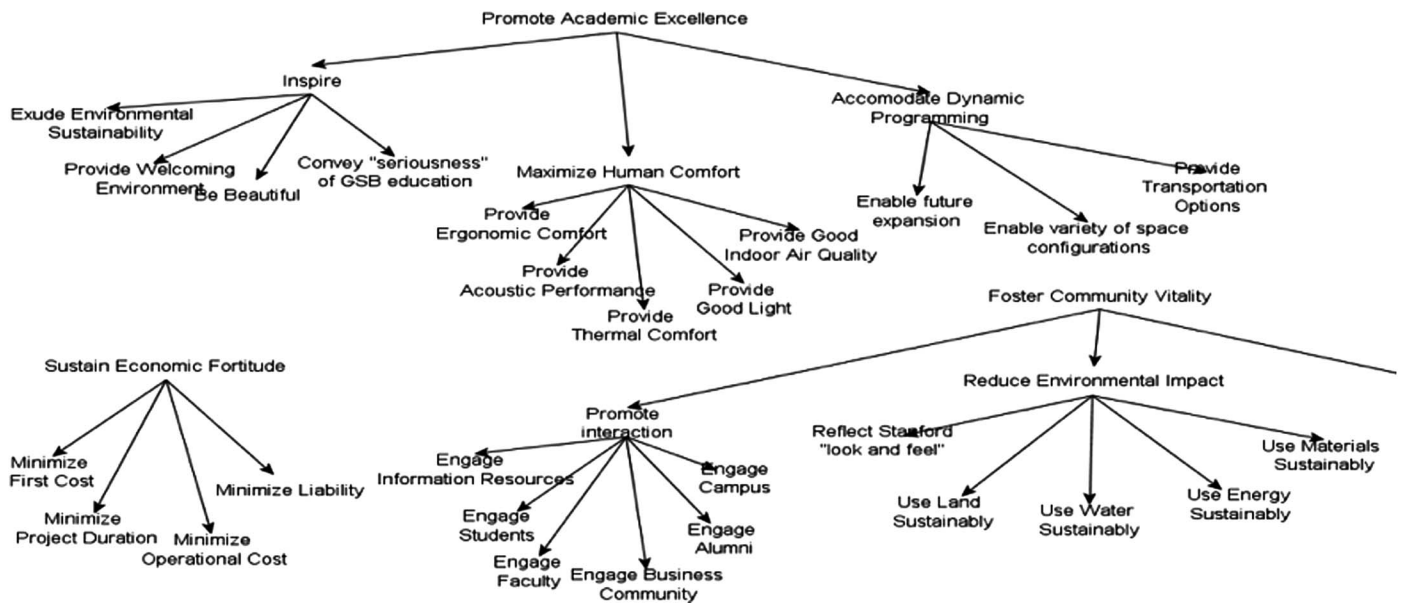 Promote Academic Excellence
Inspire
Exude Environmental
Sustainability
Provide Welcoming
Environment
Be Beautiful
Convey "seriousness"
of GSB education
Maximize Human Comfort
Provide
Ergonomic Comfort
Provide
Acoustic Performance
Provide
Thermal Comfort
Provide
Good Light
Provide Good
Indoor Air Quality
Accomodate Dynamic
Programming
Enable future
expansion
Enable variety of space
configurations
Provide
Transportation
Options
Sustain Economic Fortitude
Minimize
First Cost
Minimize
Project Duration
Minimize
Operational Cost
Minimize Liability
Foster Community Vitality
Promote
interaction
Engage
Information Resources
Engage
Students
Engage
Faculty
Engage Business
Community
Engage
Alumni
Engage
Campus
Reduce Environmental Impact
Reflect Stanford
"look and feel"
Use Land
Sustainably
Use Water
Sustainably
Use Energy
Sustainably
Use Materials
Sustainably